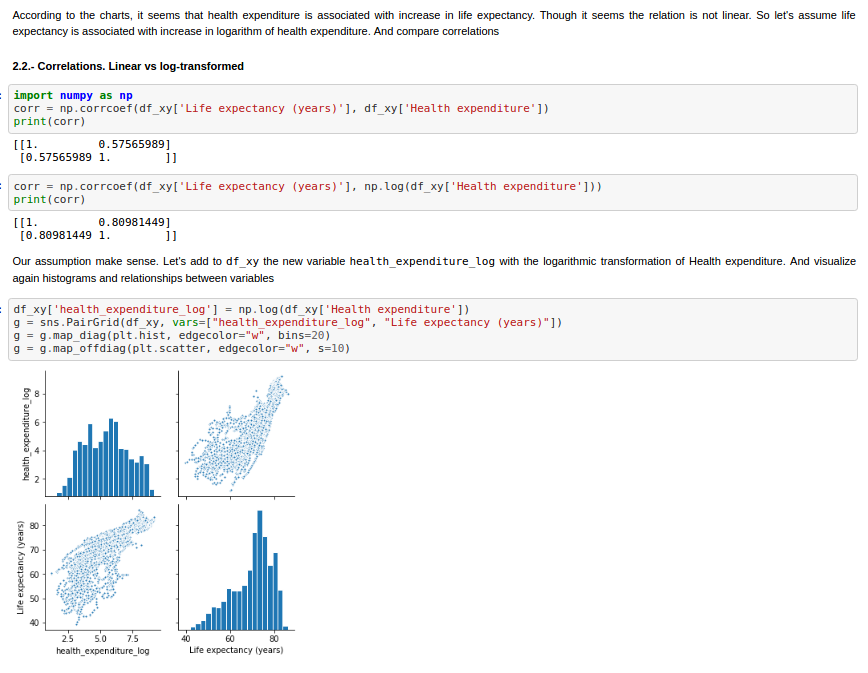 According to the charts, it seems that health expenditure is associated with increase in life expectancy. Though it seems the relation is not linear. So let's assume life
expectancy is associated with increase in logarithm of health expenditure. And compare correlations
2.2.- Correlations. Linear vs log-transformed
import numpy as np
corr = np.corrcoef(df_xy['Life expectancy (years)'], df_xy['Health expenditure'])
print(corr)
[[1.         0.57565989]
 [0.57565989 1.        ]]
corr = np.corrcoef(df_xy['Life expectancy (years)'], np.log(df_xy['Health expenditure']))
print(corr)
[[1.         0.80981449]
 [0.80981449 1.        ]]
Our assumption make sense. Let's add to df_xy the new variable health_expenditure_log with the logarithmic transformation of Health expenditure. And visualize
again histograms and relationships between variables
df_xy['health_expenditure_log'] = np.log(df_xy['Health expenditure'])
g = sns.PairGrid(df_xy, vars=["health_expenditure_log", "Life expectancy (years)"])
g = g.map_diag(plt.hist, edgecolor="w", bins=20)
g = g.map_offdiag(plt.scatter, edgecolor="w", s=10)
health_expenditure_log
8
6
4
2
Life expectancy (years)
80
70
60
50
40
2.5 5.0 7.5
health_expenditure_log
40 60 80
Life expectancy (years)